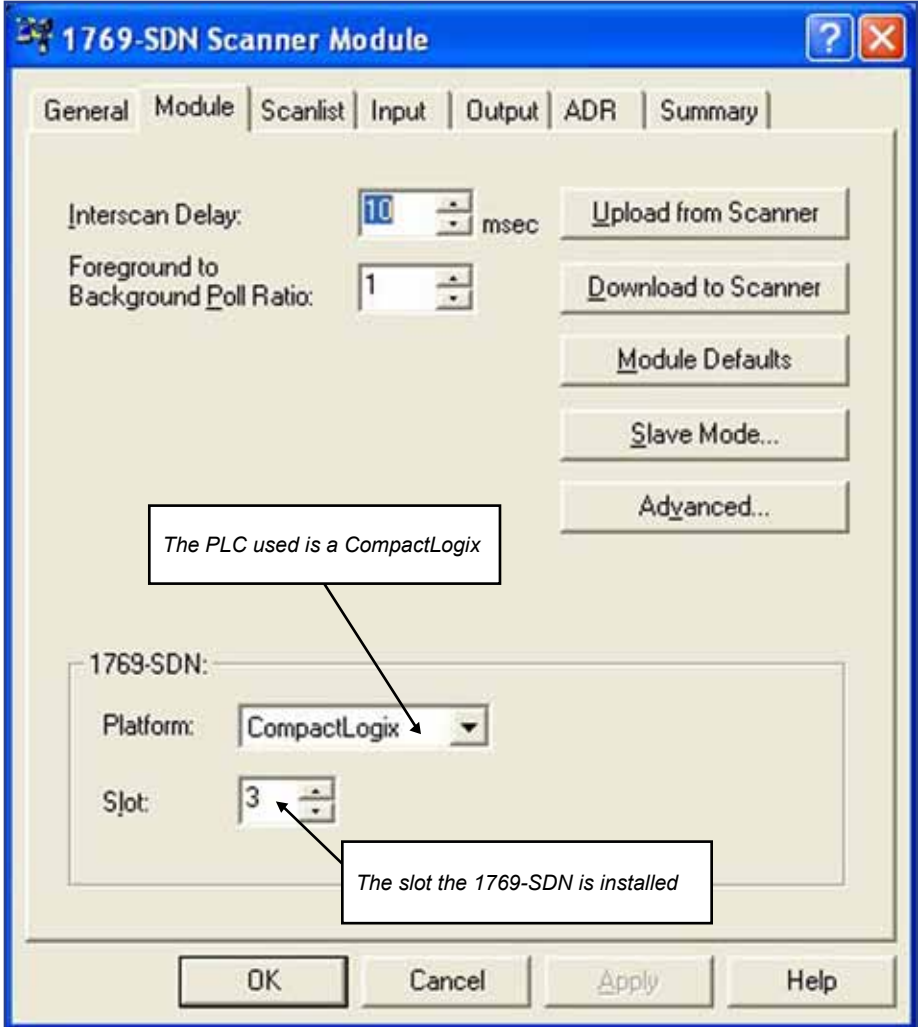 1769-SDN Scanner Module
General Module Scanlist Input Output ADR Summary
Interscan Delay: 10 msec Upload from Scanner
Foreground to
Background Poll Ratio: 1 Download to Scanner
Module Defaults
Slave Mode...
Advanced...
The PLC used is a CompactLogix
1769-SDN:
Platform: CompactLogix
Slot: 3
The slot the 1769-SDN is installed
OK Cancel Apply Help